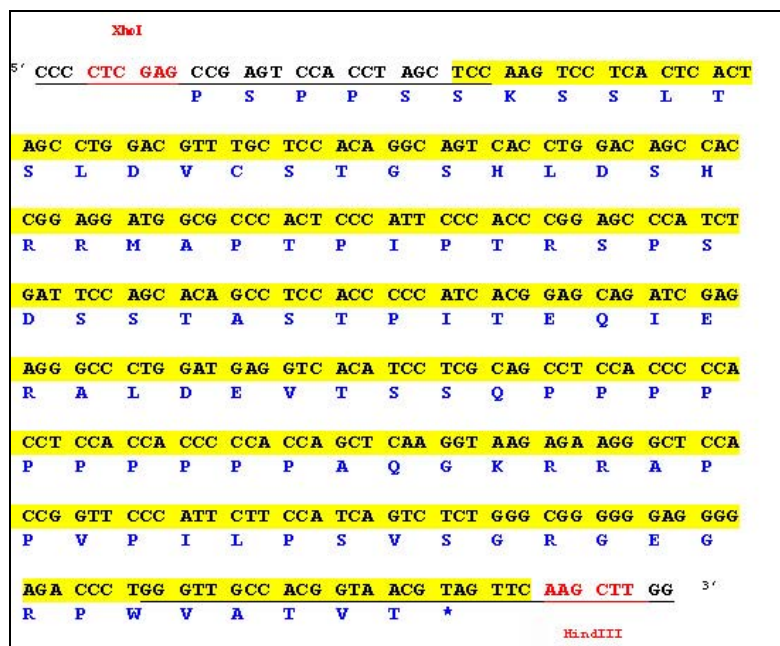 XhoI
5′ CCC CTC GAG CCG AGT CCA CCT AGC TCC AAG TCC TCA CTC ACT
P S P P S S K S S L T
AGC CTG GAC GTT TGC TCC ACA GGC AGT CAC CTG GAC AGC CAC
S L D V C S T G S H L D S H
CGG AGG ATG GCG CCC ACT CCC ATT CCC ACC CGG AGC CCA TCT
R R M A P T P I P T R S P S
GAT TCC AGC ACA GCC TCC ACC CCC ATC ACG GAG CAG ATC GAG
D S S T A S T P I T E Q I E
AGG GCC CTG GAT GAG GTC ACA TCC TCG CAG CCT CCA CCC CCA
R A L D E V T S S Q P P P P
CCT CCA CCA CCC CCA CCA GCT CAA GGT AAG AGA AGG GCT CCA
P P P P P P A Q G K R R A P
CCG GTT CCC ATT CTT CCA TCA GTC TCT GGG CGG GGG GAG GGG
P V P I L P S V S G R G E G
AGA CCC TGG GTT GCC ACG GTA ACG TAG TTC AAG CTT GG 3′
R P W V A T V T *
HindIII